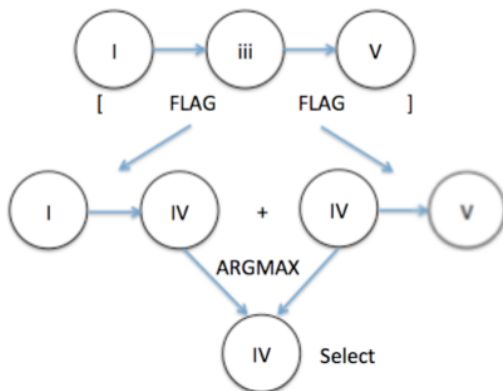 I iii V
[ FLAG FLAG ]
I IV + IV V
ARGMAX
IV Select